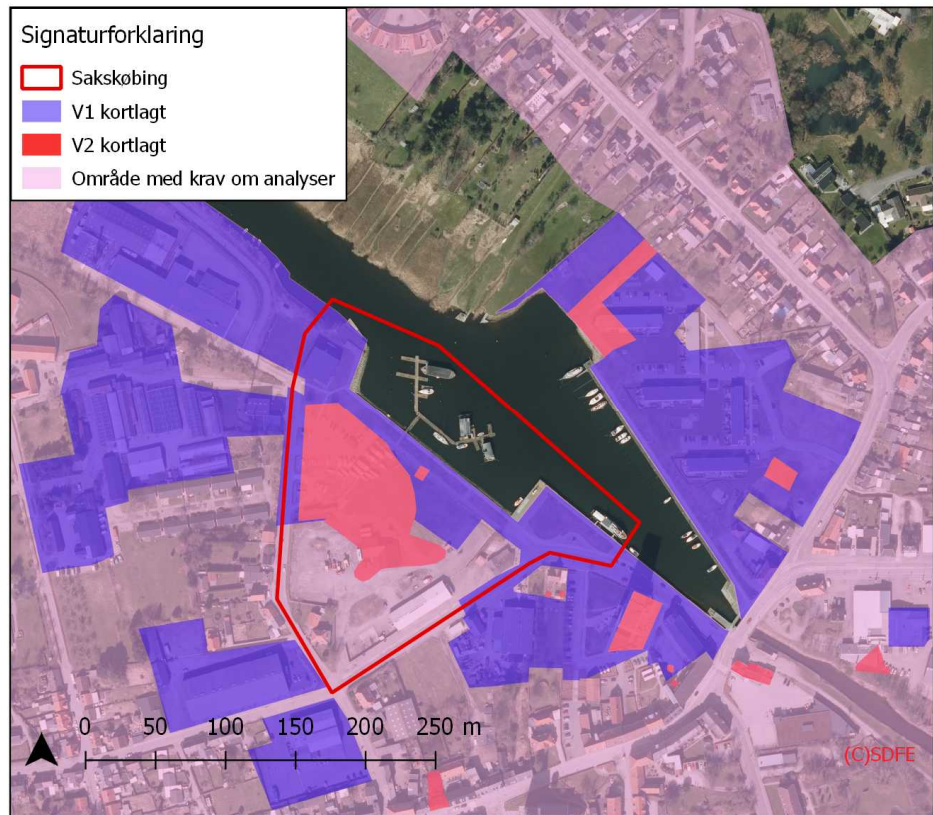 Signaturforklaring
Sakskøbing
V1 kortlagt
V2 kortlagt
Område med krav om analyser
0 50 100 150 200 250 m
(C)SDFE